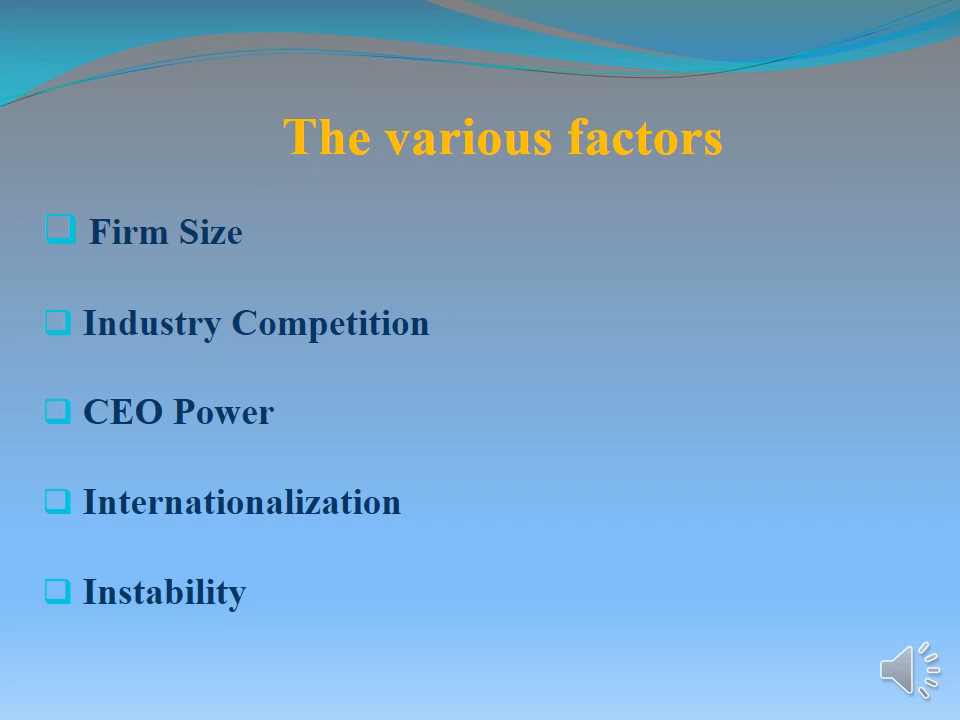 The various factors
Firm Size
Industry Competition
CEO Power
Internationalization
Instability